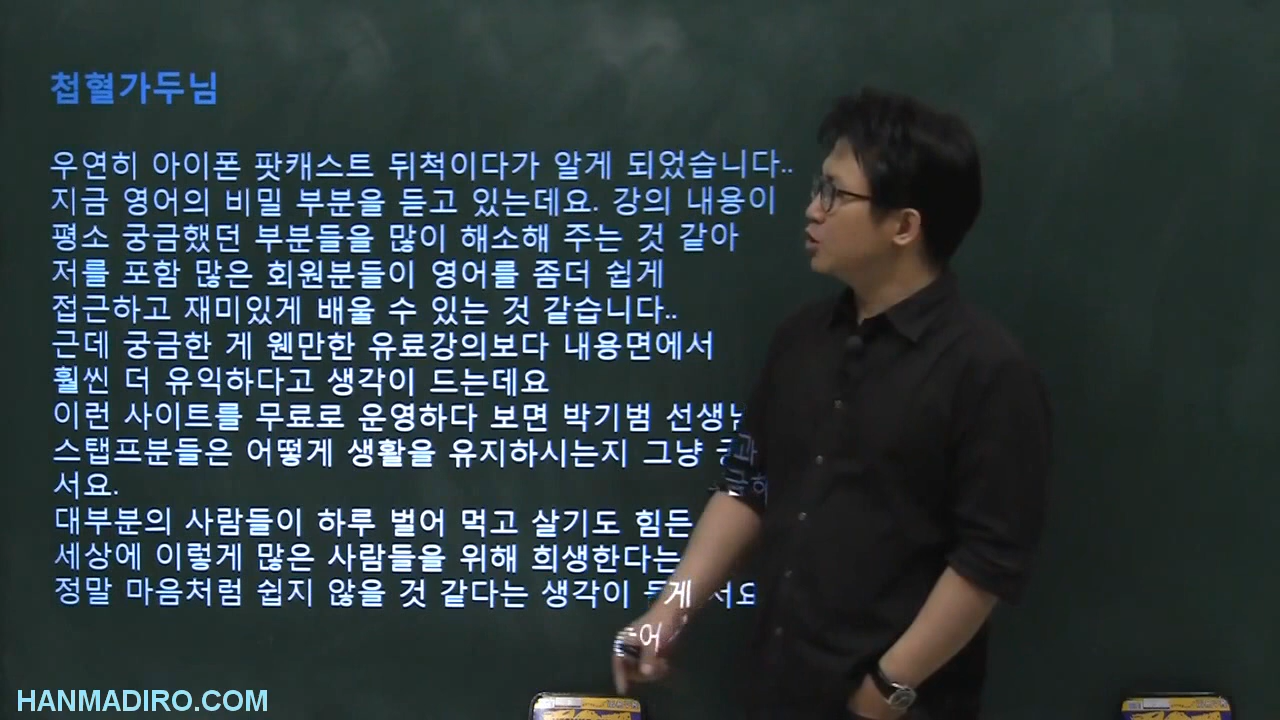 첩혈가두님
우연히 아이폰 팟캐스트 뒤척이다가 알게 되었습니다..
지금 영어의 비밀 부분을 듣고 있는데요. 강의 내용이
평소 궁금했던 부분들을 많이 해소해 주는 것 같아
저를 포함 많은 회원분들이 영어를 좀더 쉽게
접근하고 재미있게 배울 수 있는 것 같습니다..
근데 궁금한 게 웬만한 유료강의보다 내용면에서
훨씬 더 유익하다고 생각이 드는데요
이런 사이트를 무료로 운영하다 보면 박기범 선생님과
스탭프분들은 어떻게 생활을 유지하시는지 그냥
서요.
대부분의 사람들이 하루 벌어 먹고 살기도 힘든
세상에 이렇게 많은 사람들을 위해 희생한다는
정말 마음처럼 쉽지 않을 것 같다는 생각이
HANMADIRO.COM